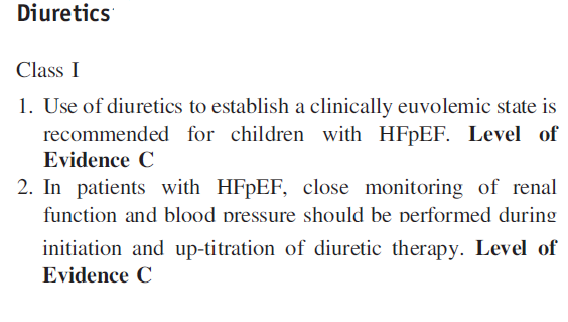 Diuretics
Class I
1. Use of diuretics to establish a clinically euvolemic state is
recommended for children with HFpEF. Level of
Evidence C
2. In patients with HFpEF, close monitoring of renal
function and blood pressure should be performed during
initiation and up-titration of diuretic therapy. Level of
Evidence C